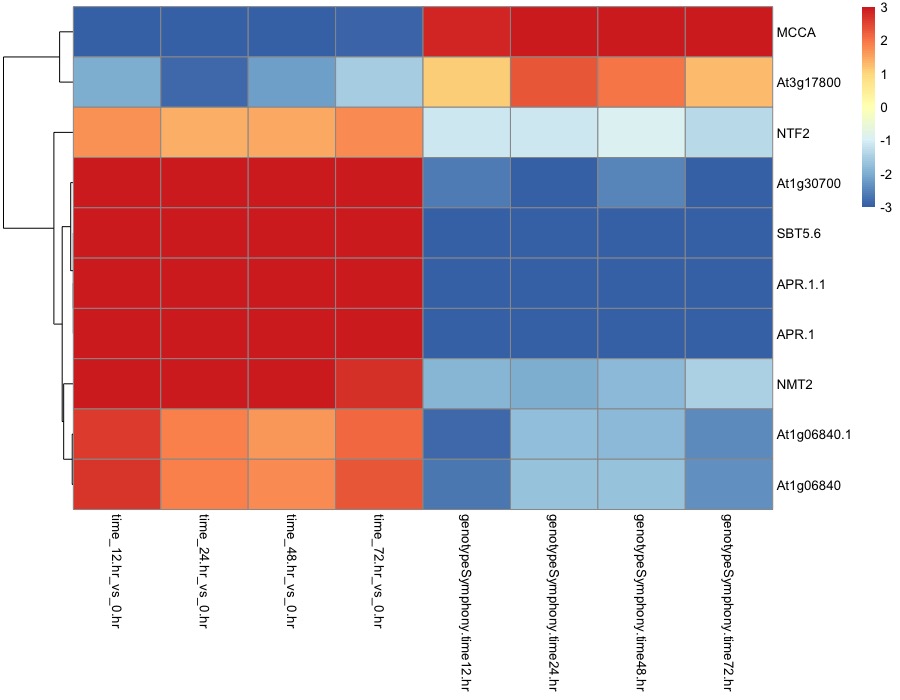 3
MCCA
2
At3g17800
1
0
NTF2
-1
-2
At1g30700
-3
SBT5.6
APR.1.1
APR.1
NMT2
At1g06840.1
At1g06840
time_12.hr_vs_0.hr
time_24.hr_vs_0.hr
time_48.hr_vs_0.hr
time_72.hr_vs_0.hr
genotypeSymphony.time12.hr
genotypeSymphony.time24.hr
genotypeSymphony.time48.hr
genotypeSymphony.time72.hr